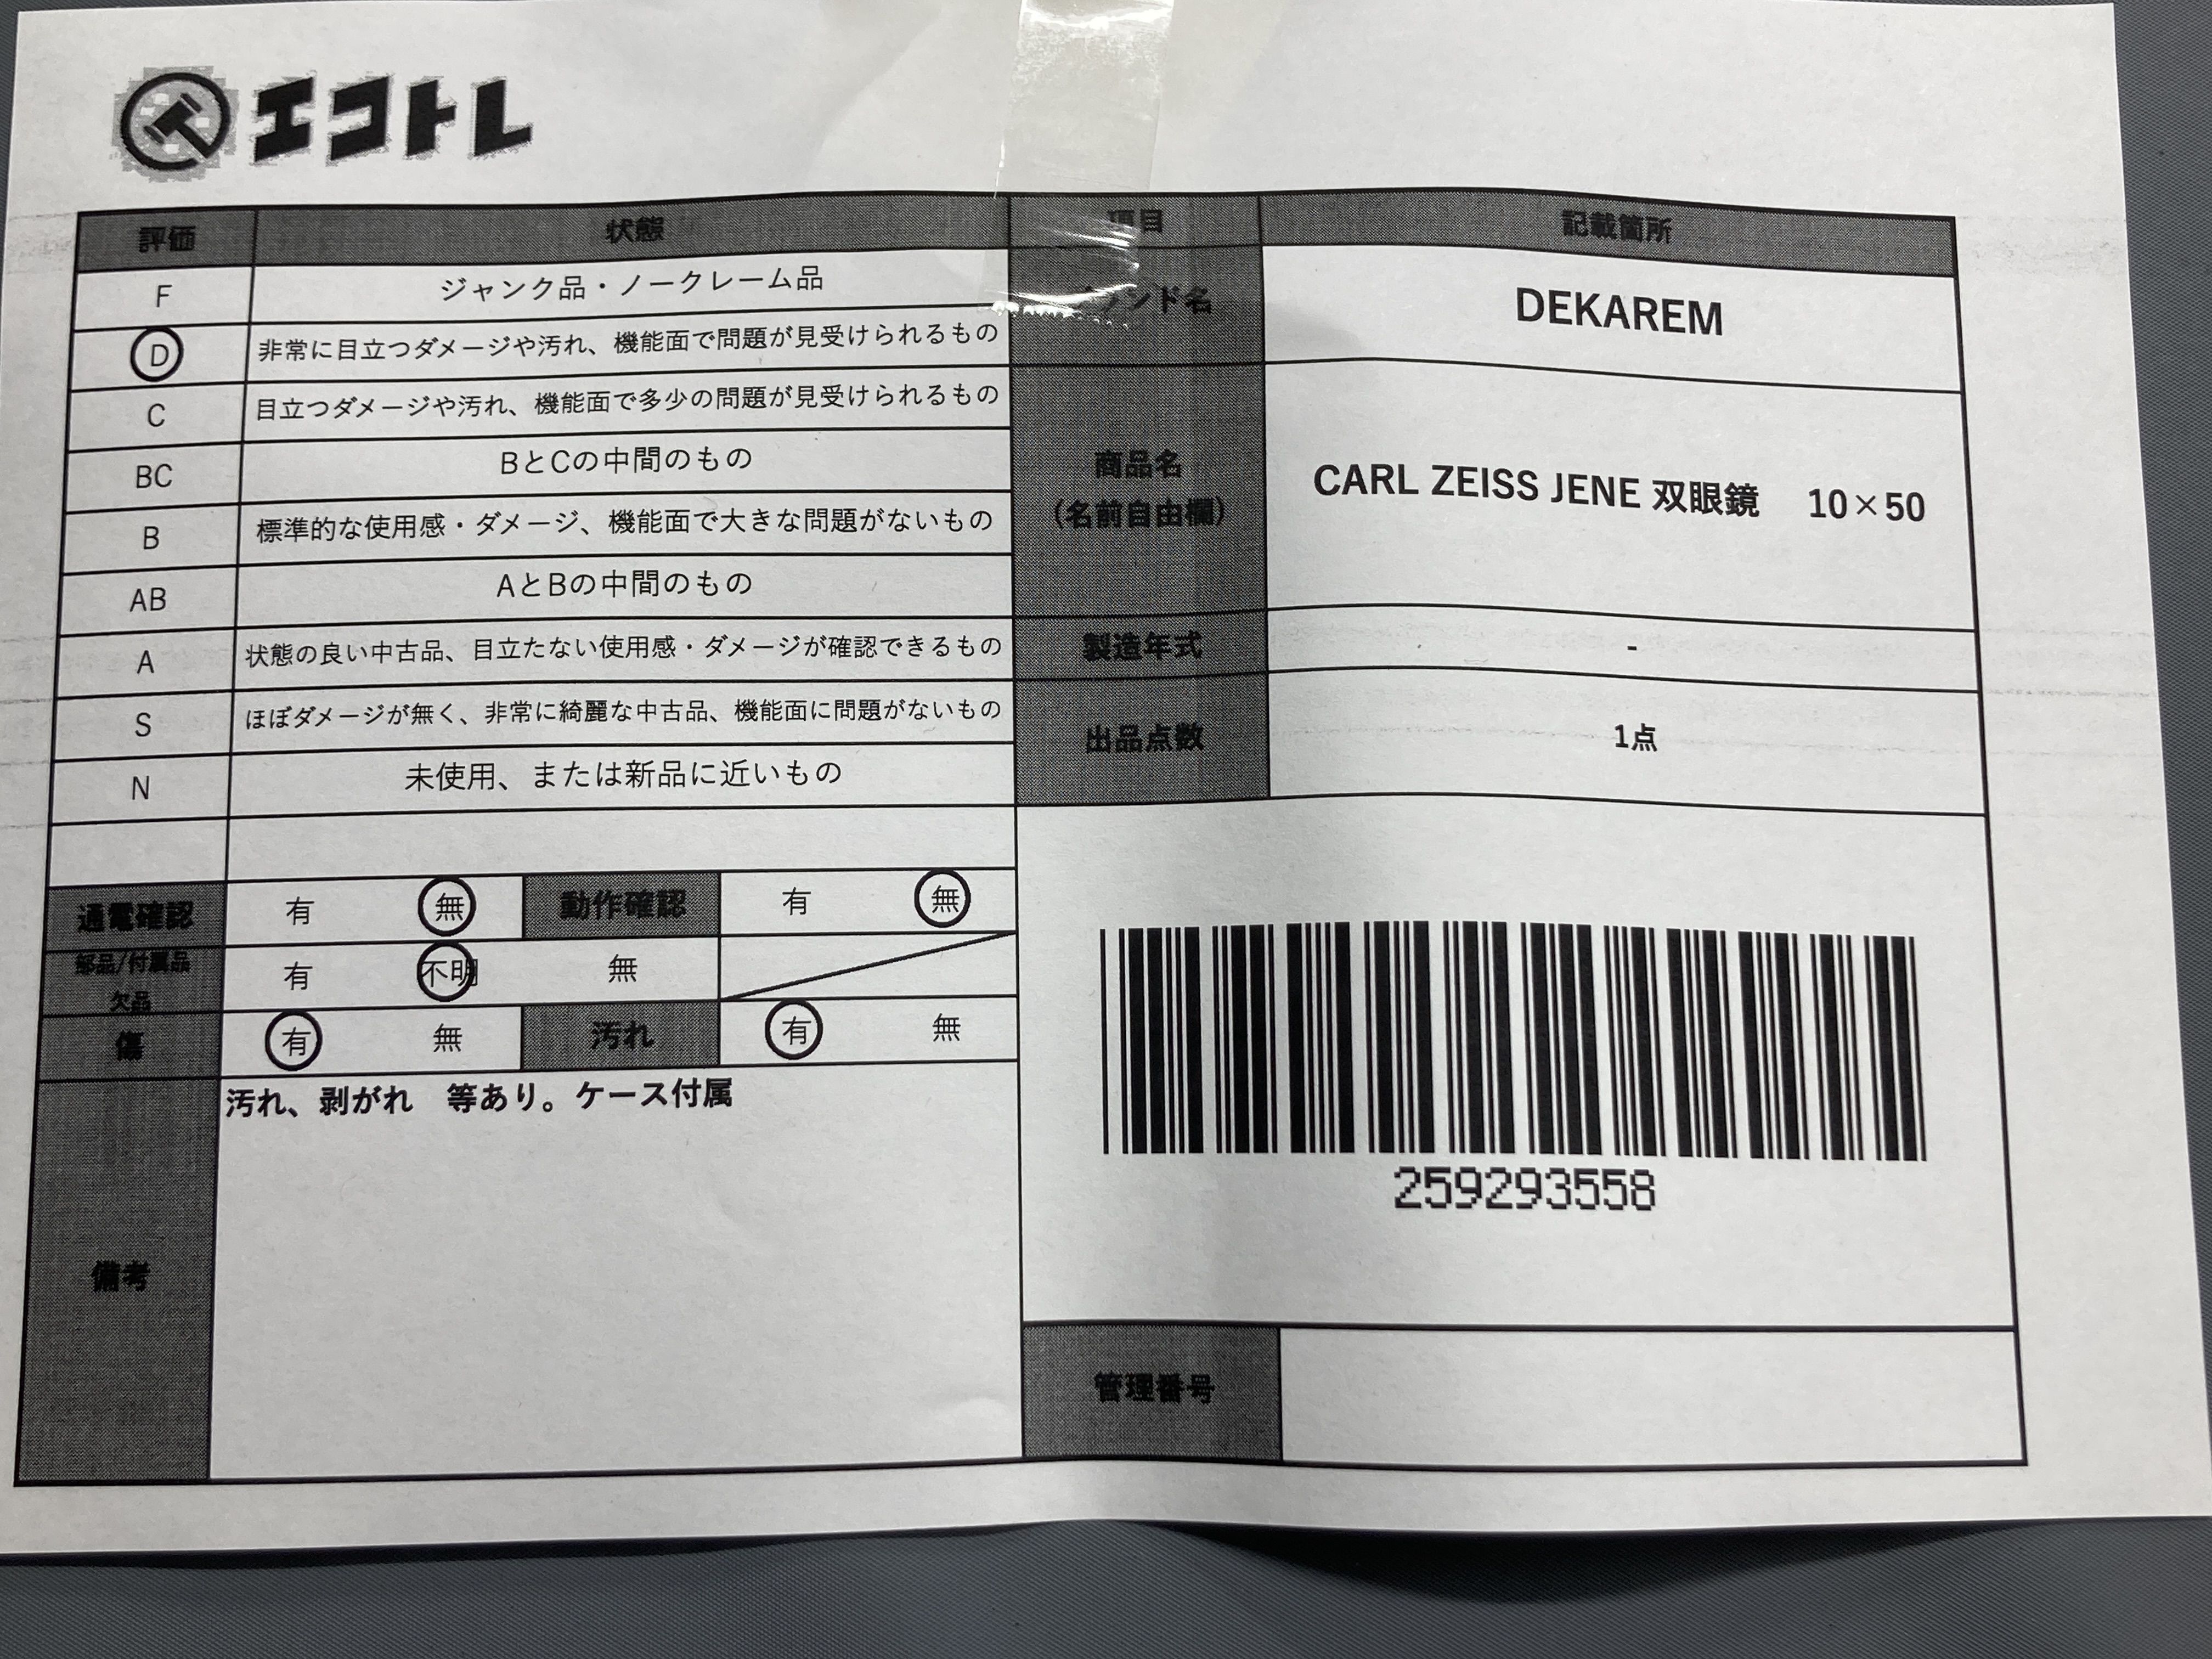 エコトレ
評価 状態
F ジャンク品・ノークレーム品
D 非常に目立つダメージや汚れ、機能面で問題が見受けられるもの
C 目立つダメージや汚れ、機能面で多少の問題が見受けられるもの
BC BとCの中間のもの
B 標準的な使用感・ダメージ、機能面で大きな問題がないもの
AB AとBの中間のもの
A 状態の良い中古品、目立たない使用感・ダメージが確認できるもの
S ほぼダメージが無く、非常に綺麗な中古品、機能面に問題がないもの
N 未使用、または新品に近いもの
通電確認 有 無 動作確認 有 無
部品/付属品
欠品 有 不明 無
傷 有 無 汚れ 有 無
備考 汚れ、剥がれ 等あり。ケース付属
項目 記載箇所
ブランド名 DEKAREM
商品名
(名前自由欄) CARL ZEISS JENE 双眼鏡 10×50
製造年式 -
出品点数 1点
259293558
管理番号